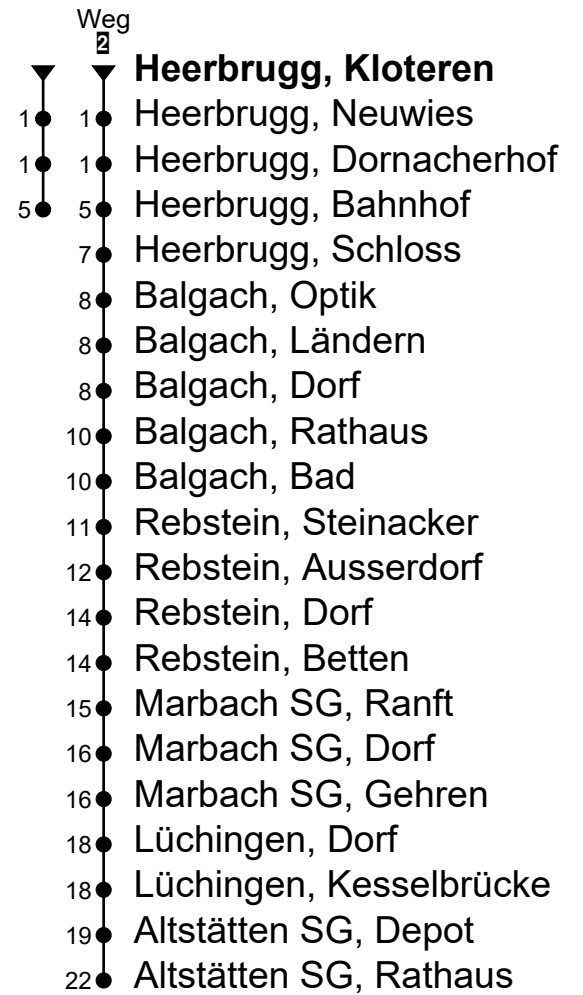 Weg
2
Heerbrugg, Kloteren
1 1 Heerbrugg, Neuwies
1 1 Heerbrugg, Dornacherhof
5 5 Heerbrugg, Bahnhof
7 Heerbrugg, Schloss
8 Balgach, Optik
8 Balgach, Ländern
8 Balgach, Dorf
10 Balgach, Rathaus
10 Balgach, Bad
11 Rebstein, Steinacker
12 Rebstein, Ausserdorf
14 Rebstein, Dorf
14 Rebstein, Betten
15 Marbach SG, Ranft
16 Marbach SG, Dorf
16 Marbach SG, Gehren
18 Lüchingen, Dorf
18 Lüchingen, Kesselbrücke
19 Altstätten SG, Depot
22 Altstätten SG, Rathaus